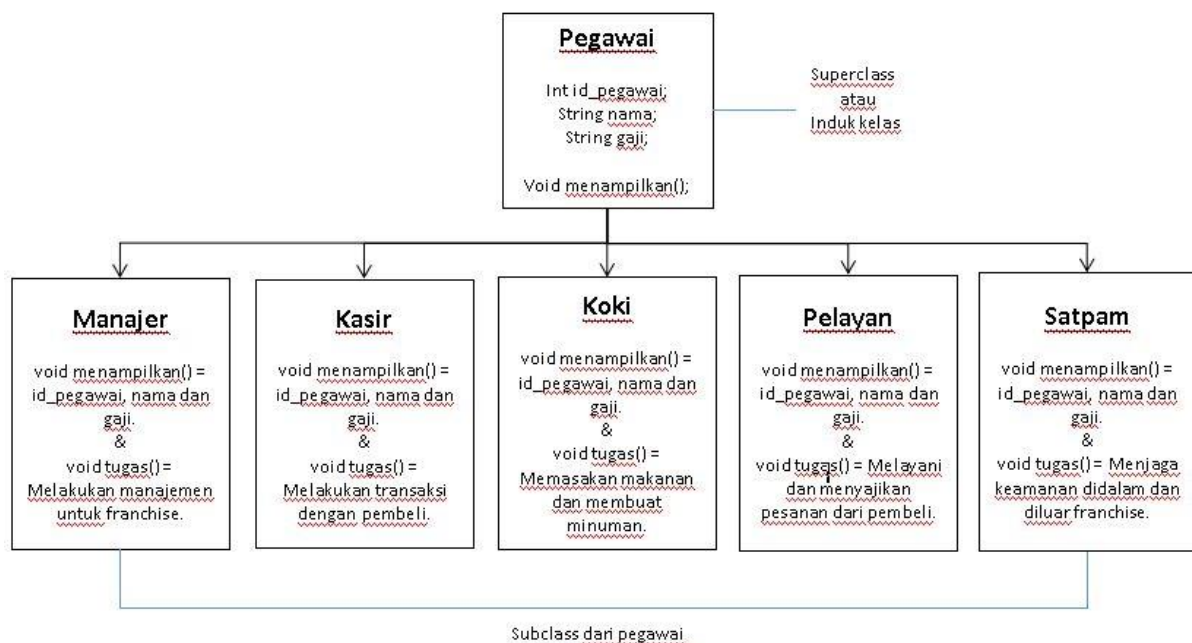 Pegawai
Int id_pegawai;
String nama;
String gaji;
Void menampilkan();
Superclass
atau
Induk kelas
Manajer
void menampilkan() =
id_pegawai, nama dan
gaji.
&
void tugas() =
Melakukan manajemen
untuk franchise.
Kasir
void menampilkan() =
id_pegawai, nama dan
gaji.
&
void tugas() =
Melakukan transaksi
dengan pembeli.
Koki
void menampilkan() =
id_pegawai, nama dan
gaji.
&
void tugas() =
Memasakan makanan
dan membuat
minuman.
Pelayan
void menampilkan() =
id_pegawai, nama dan
gaji.
&
void tugas() = Melayani
dan menyajikan
pesanan dari pembeli.
Satpam
void menampilkan() =
id_pegawai, nama dan
gaji.
&
void tugas() = Menjaga
keamanan didalam dan
diluar franchise.
Subclass dari pegawai